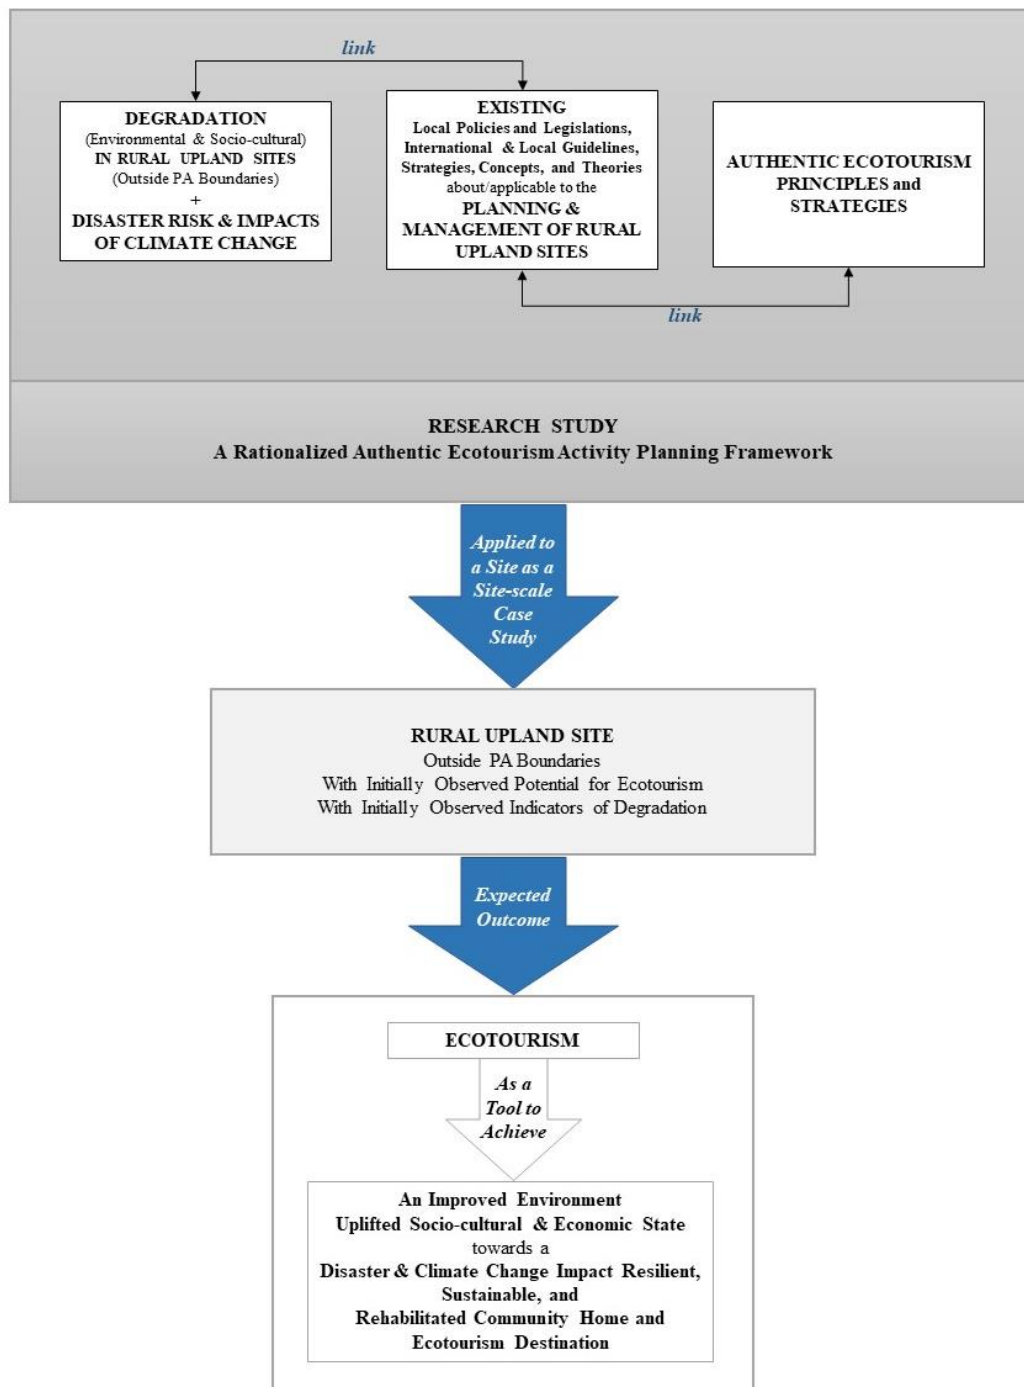 link
DEGRADATION
(Environmental & Socio-cultural)
IN RURAL UPLAND SITES
(Outside PA Boundaries)
+
DISASTER RISK & IMPACTS
OF CLIMATE CHANGE
EXISTING
Local Policies and Legislations,
International & Local Guidelines,
Strategies, Concepts, and Theories
about/applicable to the
PLANNING &
MANAGEMENT OF RURAL
UPLAND SITES
AUTHENTIC ECOTOURISM
PRINCIPLES and
STRATEGIES
link
RESEARCH STUDY
A Rationalized Authentic Ecotourism Activity Planning Framework
Applied to
a Site as a
Site-scale
Case
Study
RURAL UPLAND SITE
Outside PA Boundaries
With Initially Observed Potential for Ecotourism
With Initially Observed Indicators of Degradation
Expected
Outcome
ECOTOURISM
As a
Tool to
Achieve
An Improved Environment
Uplifted Socio-cultural & Economic State
towards a
Disaster & Climate Change Impact Resilient,
Sustainable, and
Rehabilitated Community Home and
Ecotourism Destination